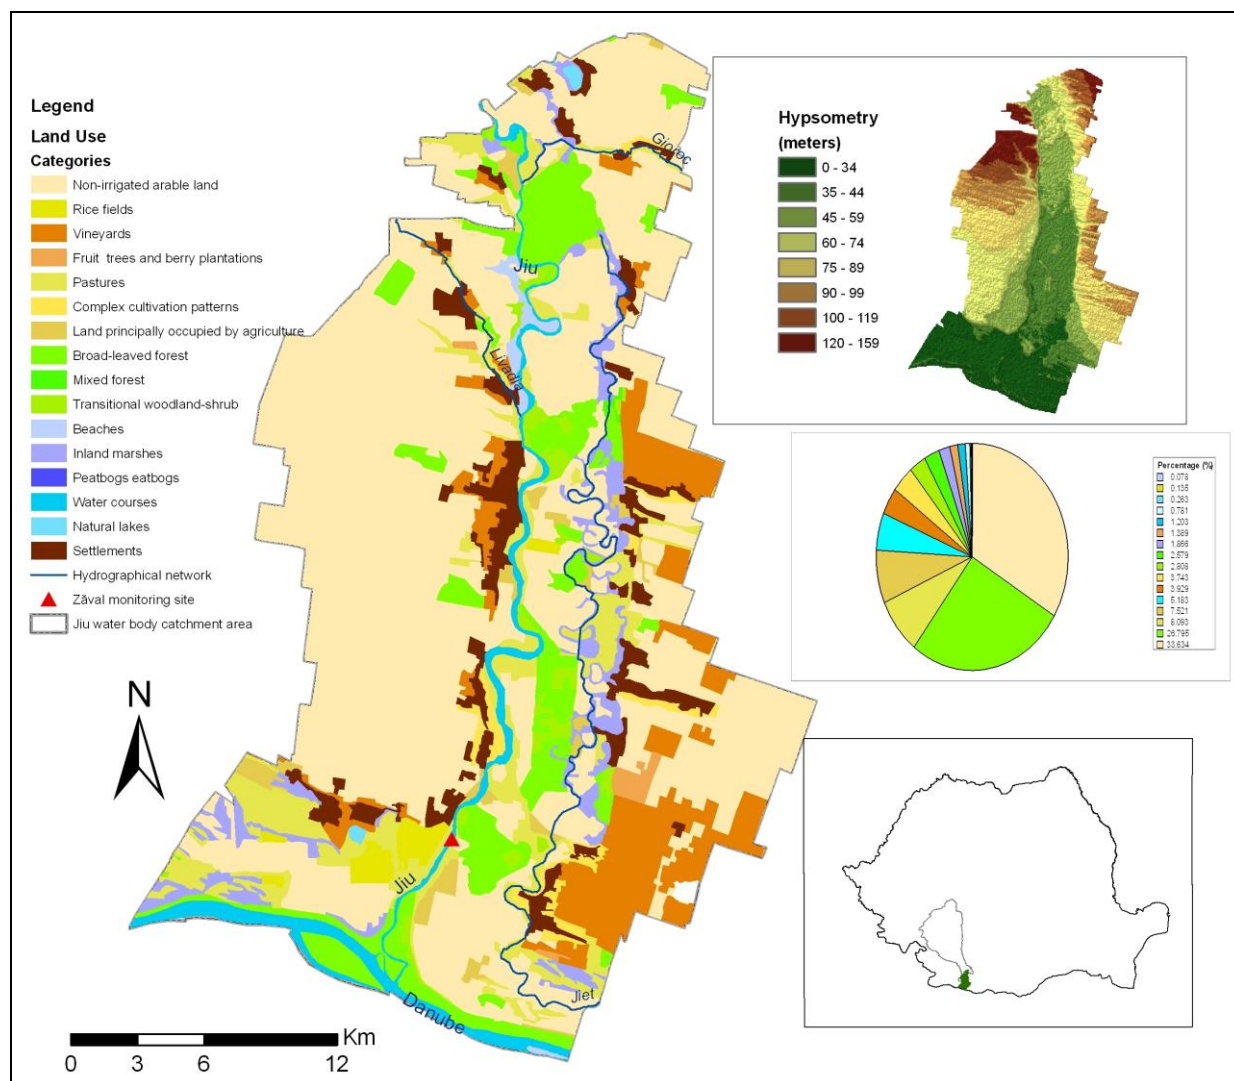 Legend
Land Use
Categories
Non-irrigated arable land
Rice fields
Vineyards
Fruit trees and berry plantations
Pastures
Complex cultivation patterns
Land principally occupied by agriculture
Broad-leaved forest
Mixed forest
Transitional woodland-shrub
Beaches
Inland marshes
Peatbogs eatbogs
Water courses
Natural lakes
Settlements
Hydrographical network
Zăval monitoring site
Jiu water body catchment area
N
0 3 6 12 Km
Gioroc
Jiu
Livadia
Jiu
Danube
Jiet
Hypsometry
(meters)
0 - 34
35 - 44
45 - 59
60 - 74
75 - 89
90 - 99
100 - 119
120 - 159
Percentage (%)
0.078
0.135
0.263
0.781
1.203
1.389
1.866
2.579
2.808
3.743
3.929
5.183
7.521
8.093
26.795
33.634